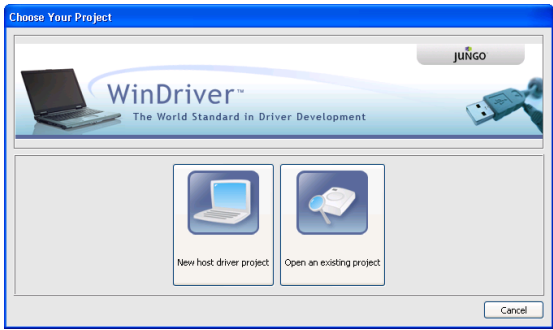 Choose Your Project
JUNGO
WinDriver™
The World Standard in Driver Development
New host driver project
Open an existing project
Cancel